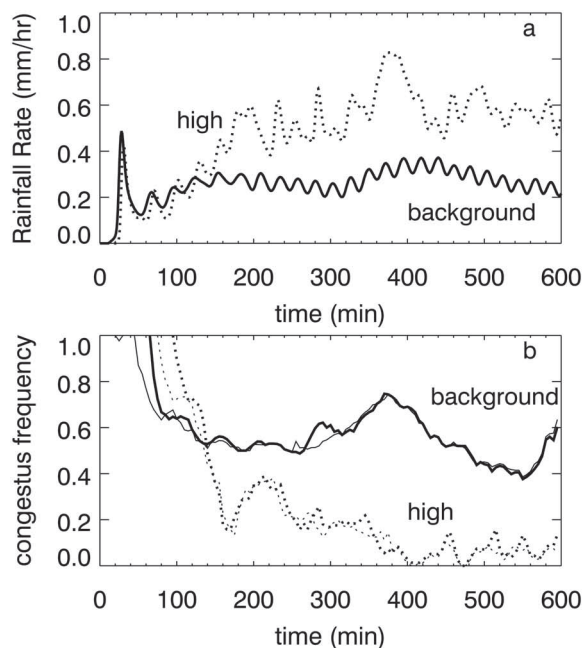 a
Rainfall Rate (mm/hr)
1.0
0.8
0.6
0.4
0.2
0.0
high
background
0 100 200 300 400 500 600
time (min)
b
congestus frequency
1.0
0.8
0.6
0.4
0.2
0.0
background
high
0 100 200 300 400 500 600
time (min)